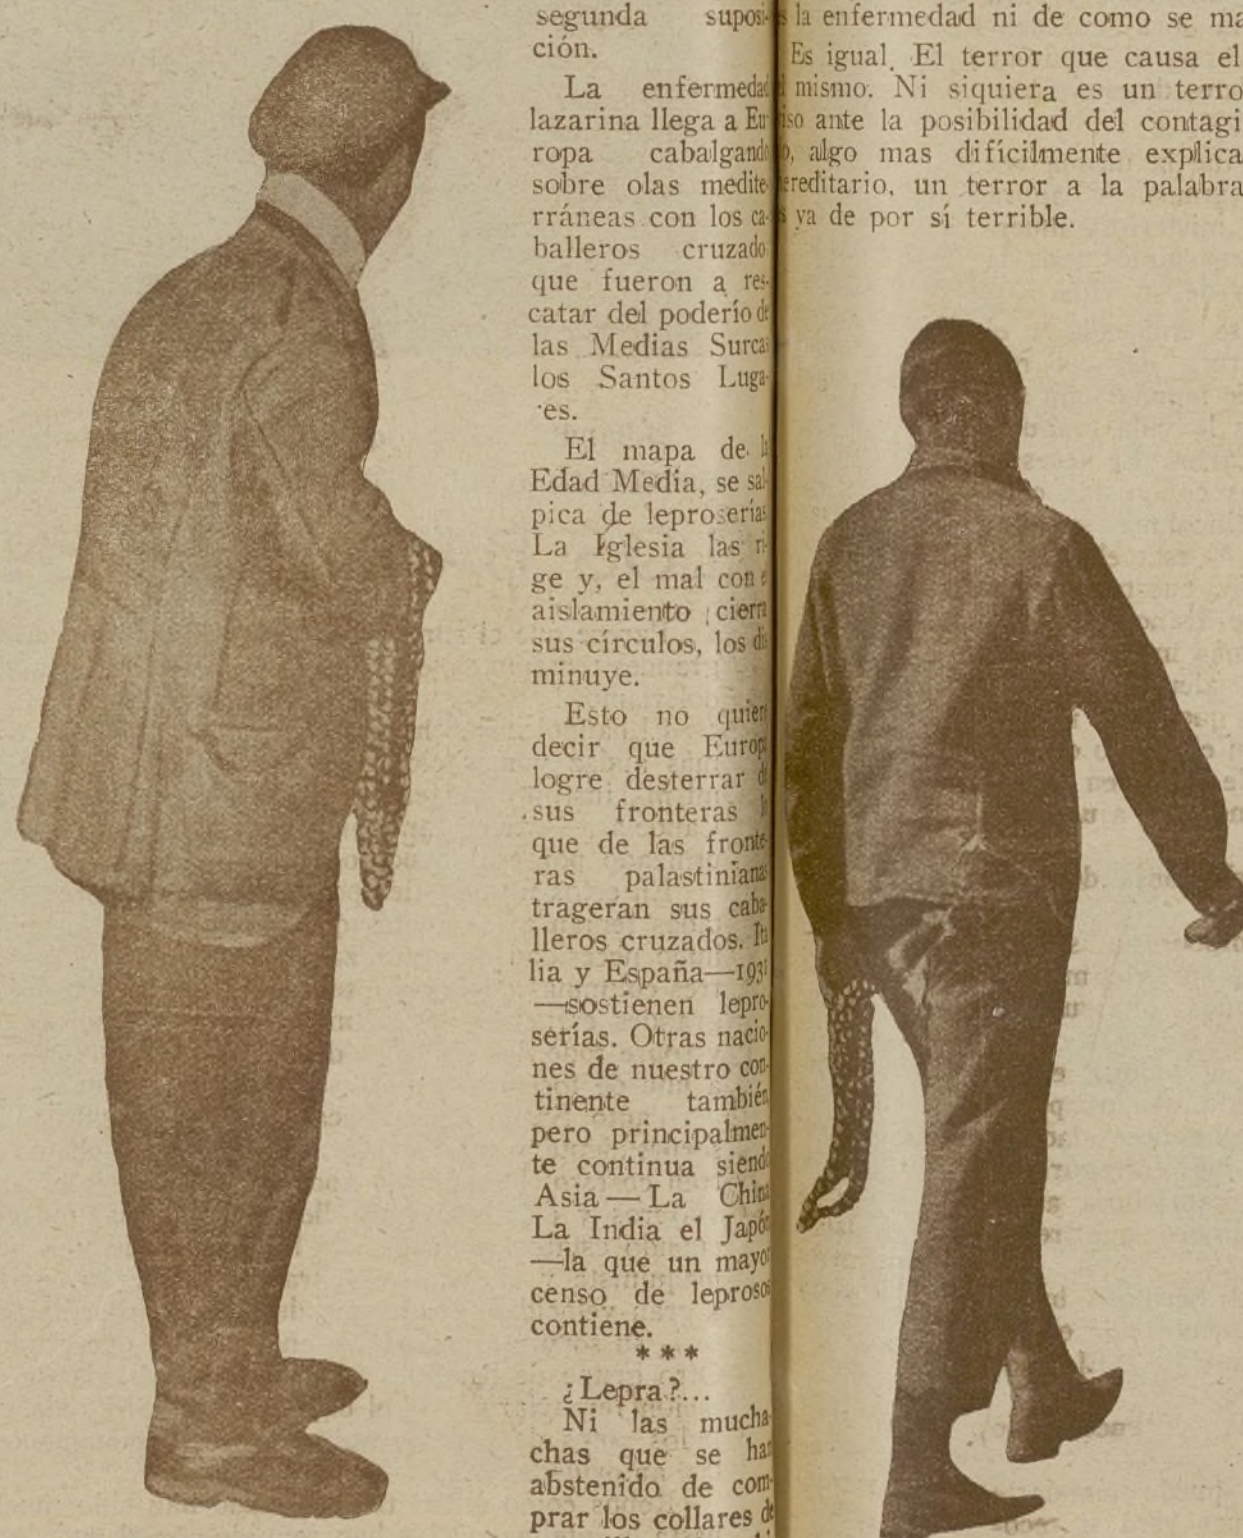 segunda suposi-
ción.
La enfermedad
lazarina llega a Eu-
ropa cabalgando
sobre olas medite-
rráneas con los ca-
balleros cruzado
que fueron a res-
catar del poderío de
las Medias Surcas
los Santos Luga-
es.
El mapa de la
Edad Media, se sal-
pica de leproserías
La Iglesia las ri-
ge y, el mal con e
aislamiento cierra
sus círculos, los di-
minuye.
Esto no quiere
decir que Europa
logre desterrar de
sus fronteras lo
que de las fronte-
ras palastinianas
trageran sus caba-
lleros cruzados. Ita
lia y España—1931
—sostienen lepro-
serías. Otras nacio-
nes de nuestro con-
tinente también
pero principalmen-
te continua siendo
Asia—La China
La India el Japón
—la que un mayor
censo de leprosos
contiene.
***
¿Lepra?...
Ni las mucha-
chas que se han
abstenido de com-
prar los collares de
s la enfermedad ni de como se ma
Es igual. El terror que causa el
mismo. Ni siquiera es un terro
iso ante la posibilidad del contagi
o, algo mas difícilmente explica
ereditario, un terror a la palabra
s ya de por sí terrible.